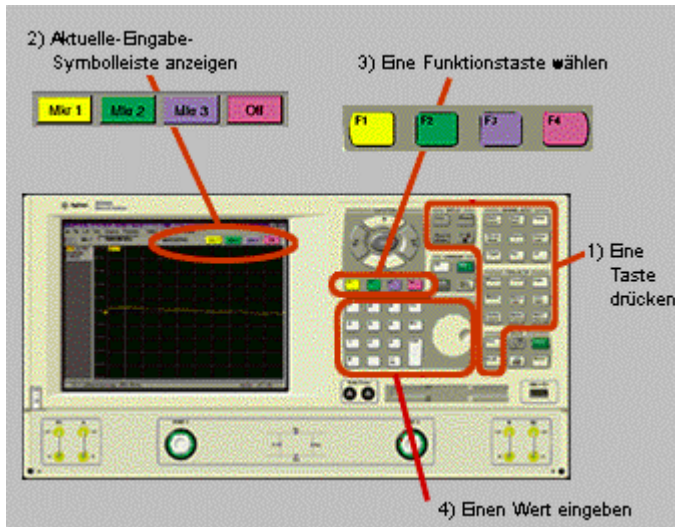 2) Aktuelle-Eingabe-
Symbolleiste anzeigen
Mkr 1
Mkr 2
Mkr 3
Off
3) Eine Funktionstaste wählen
F1
F2
F3
F4
Agilent
1) Eine
Taste
drücken
4) Einen Wert eingeben